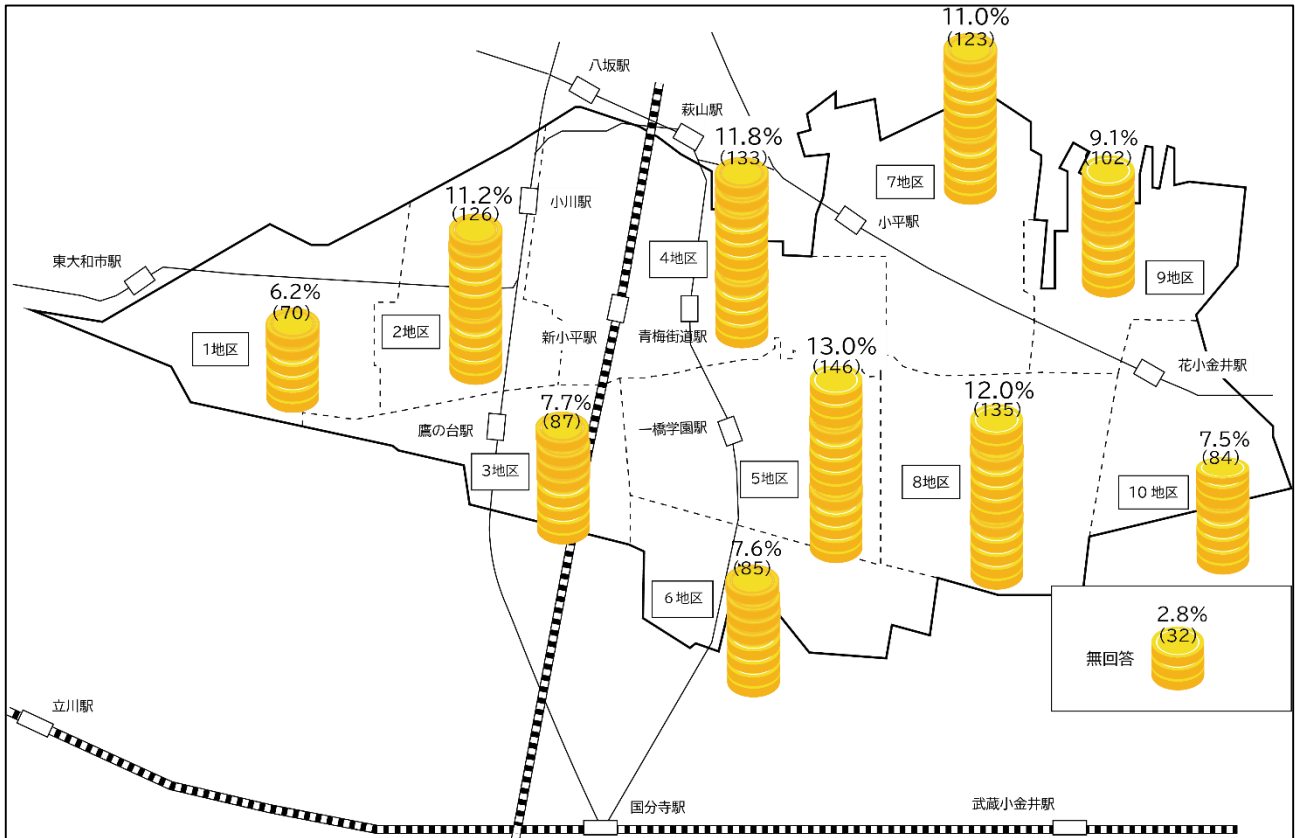 11.0%
(123)
八坂駅
萩山駅
11.8%
(133)
9.1%
(102)
7地区
11.2%
(126)
小川駅
小平駅
4地区
東大和市駅
9地区
6.2%
(70)
2地区
新小平駅
青梅街道駅
1地区
13.0%
(146)
花小金井駅
7.7%
(87)
12.0%
(135)
鷹の台駅
一橋学園駅
7.5%
(84)
3地区
5地区
8地区
10地区
7.6%
(85)
6地区
2.8%
(32)
無回答
立川駅
国分寺駅
武蔵小金井駅